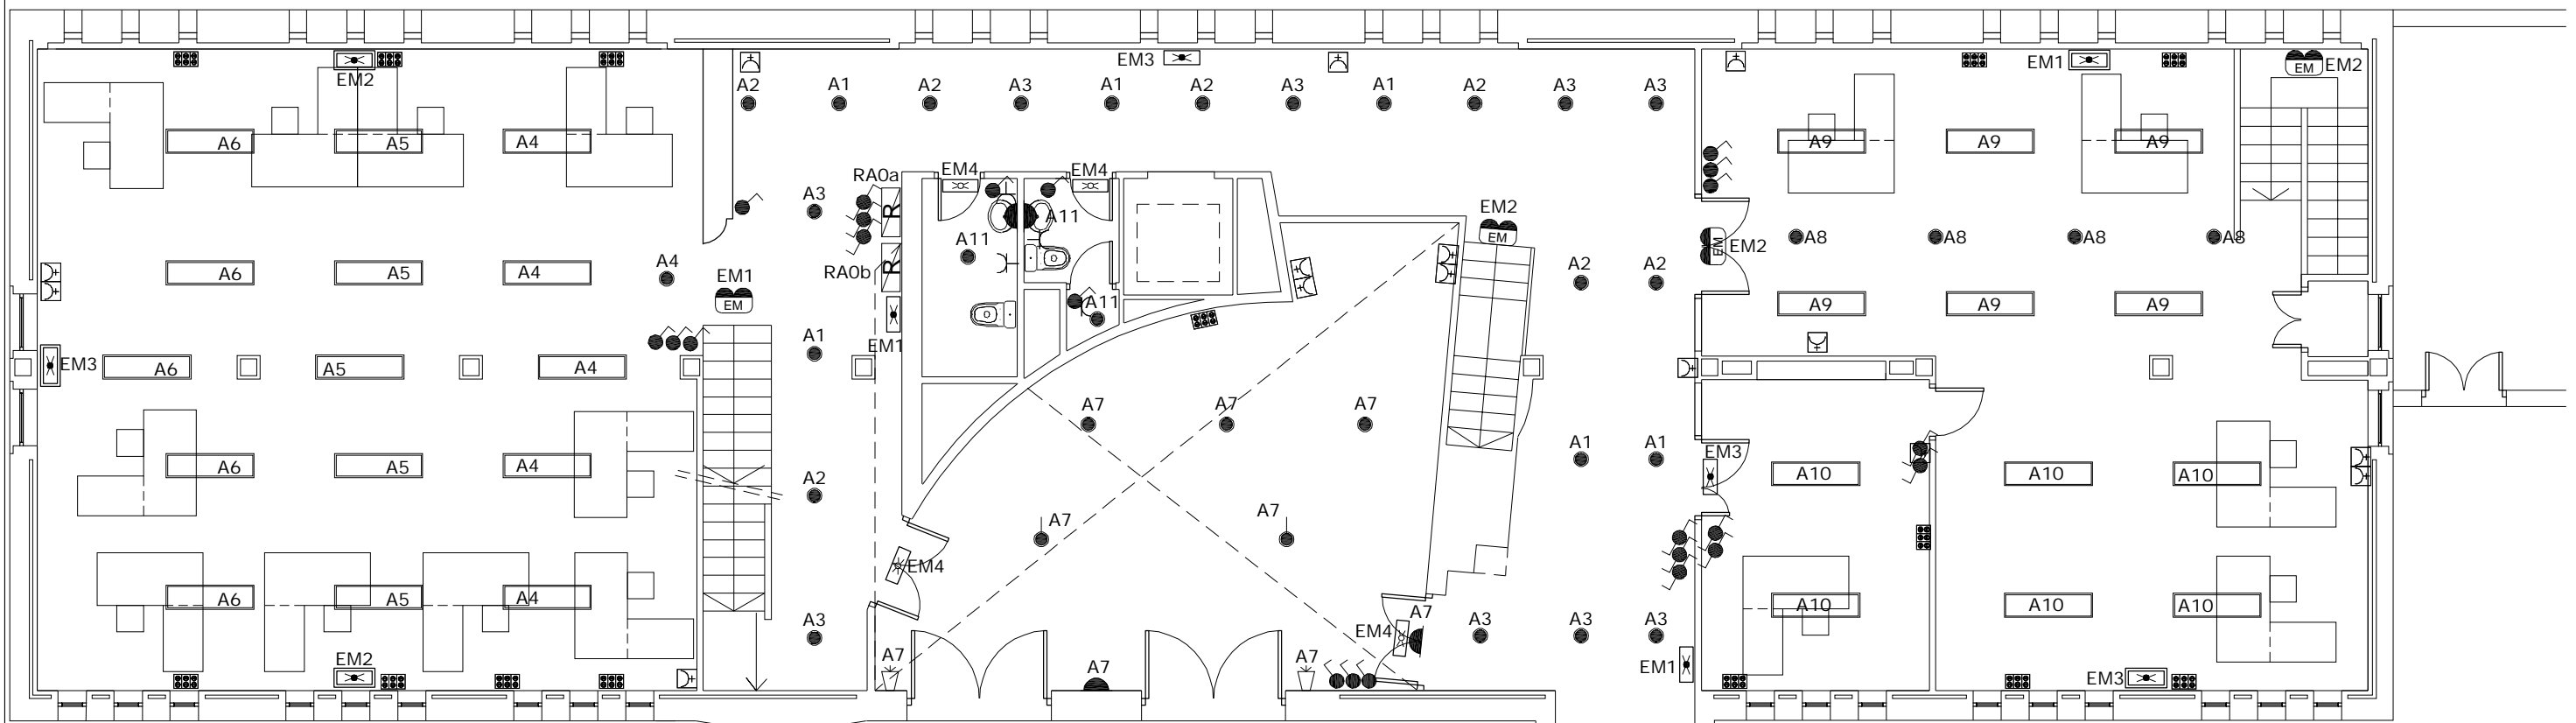 EM3 EM1 EM2
EM2
A2 A1 A2 A3 A1 A2 A3 A1 A2 A3 A3
EM
A6 A5 A4 A9 A9 A9
RA0a EM4 EM4
A3 R A11 EM2
A11 EM A8 A8 A8 A8
EM EM2
A6 A5 A4 A4 RA0b R A2 A2
EM1
EM A11 A9 A9 A9
A1 EM1
EM3 A6 A5 A4
A7 A7 A7
A1 A1 EM3
A6 A5 A4 A10 A10 A10
A2
A7 A7
EM4
A6 A5 A4 A10 A10 A10
A3 A7 A3 A3 A3
EM4
EM2 A7 A7 A7 EM1 EM3